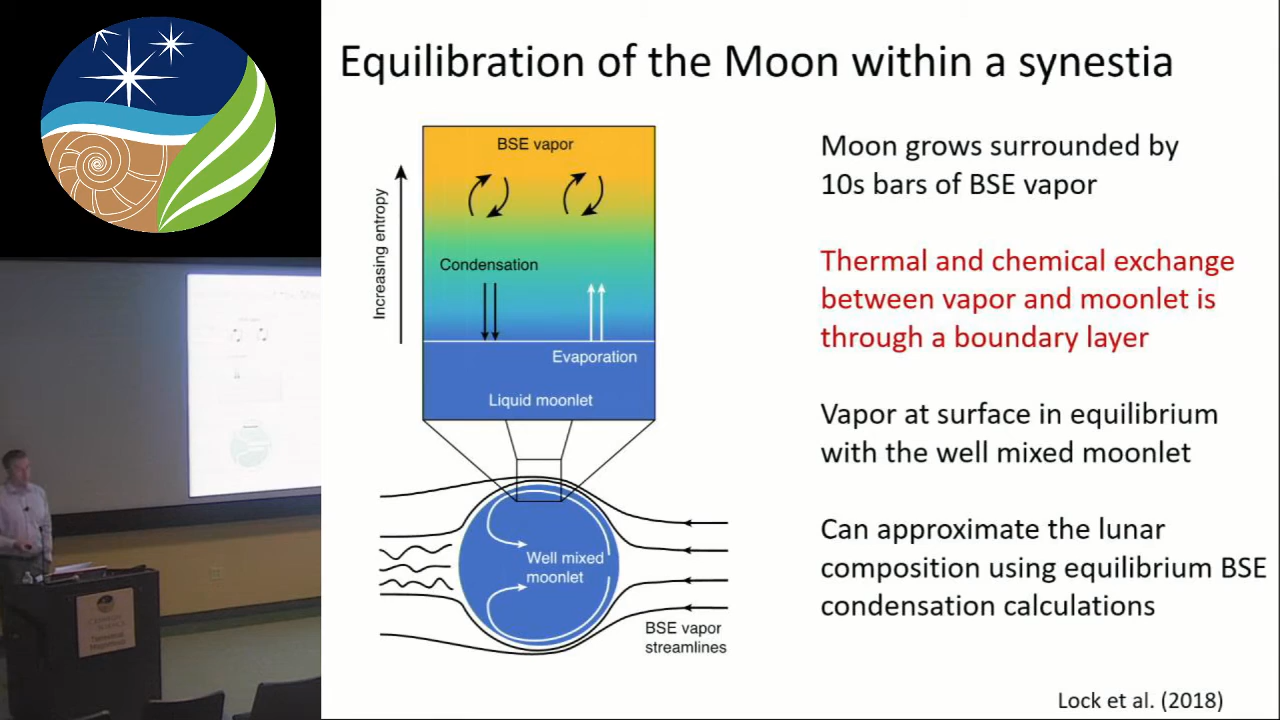 Equilibration of the Moon within a synestia
BSE vapor
Increasing entropy
Condensation
Evaporation
Liquid moonlet
Well mixed
moonlet
BSE vapor
streamlines
Moon grows surrounded by
10s bars of BSE vapor
Thermal and chemical exchange
between vapor and moonlet is
through a boundary layer
Vapor at surface in equilibrium
with the well mixed moonlet
Can approximate the lunar
composition using equilibrium BSE
condensation calculations
Lock et al. (2018)